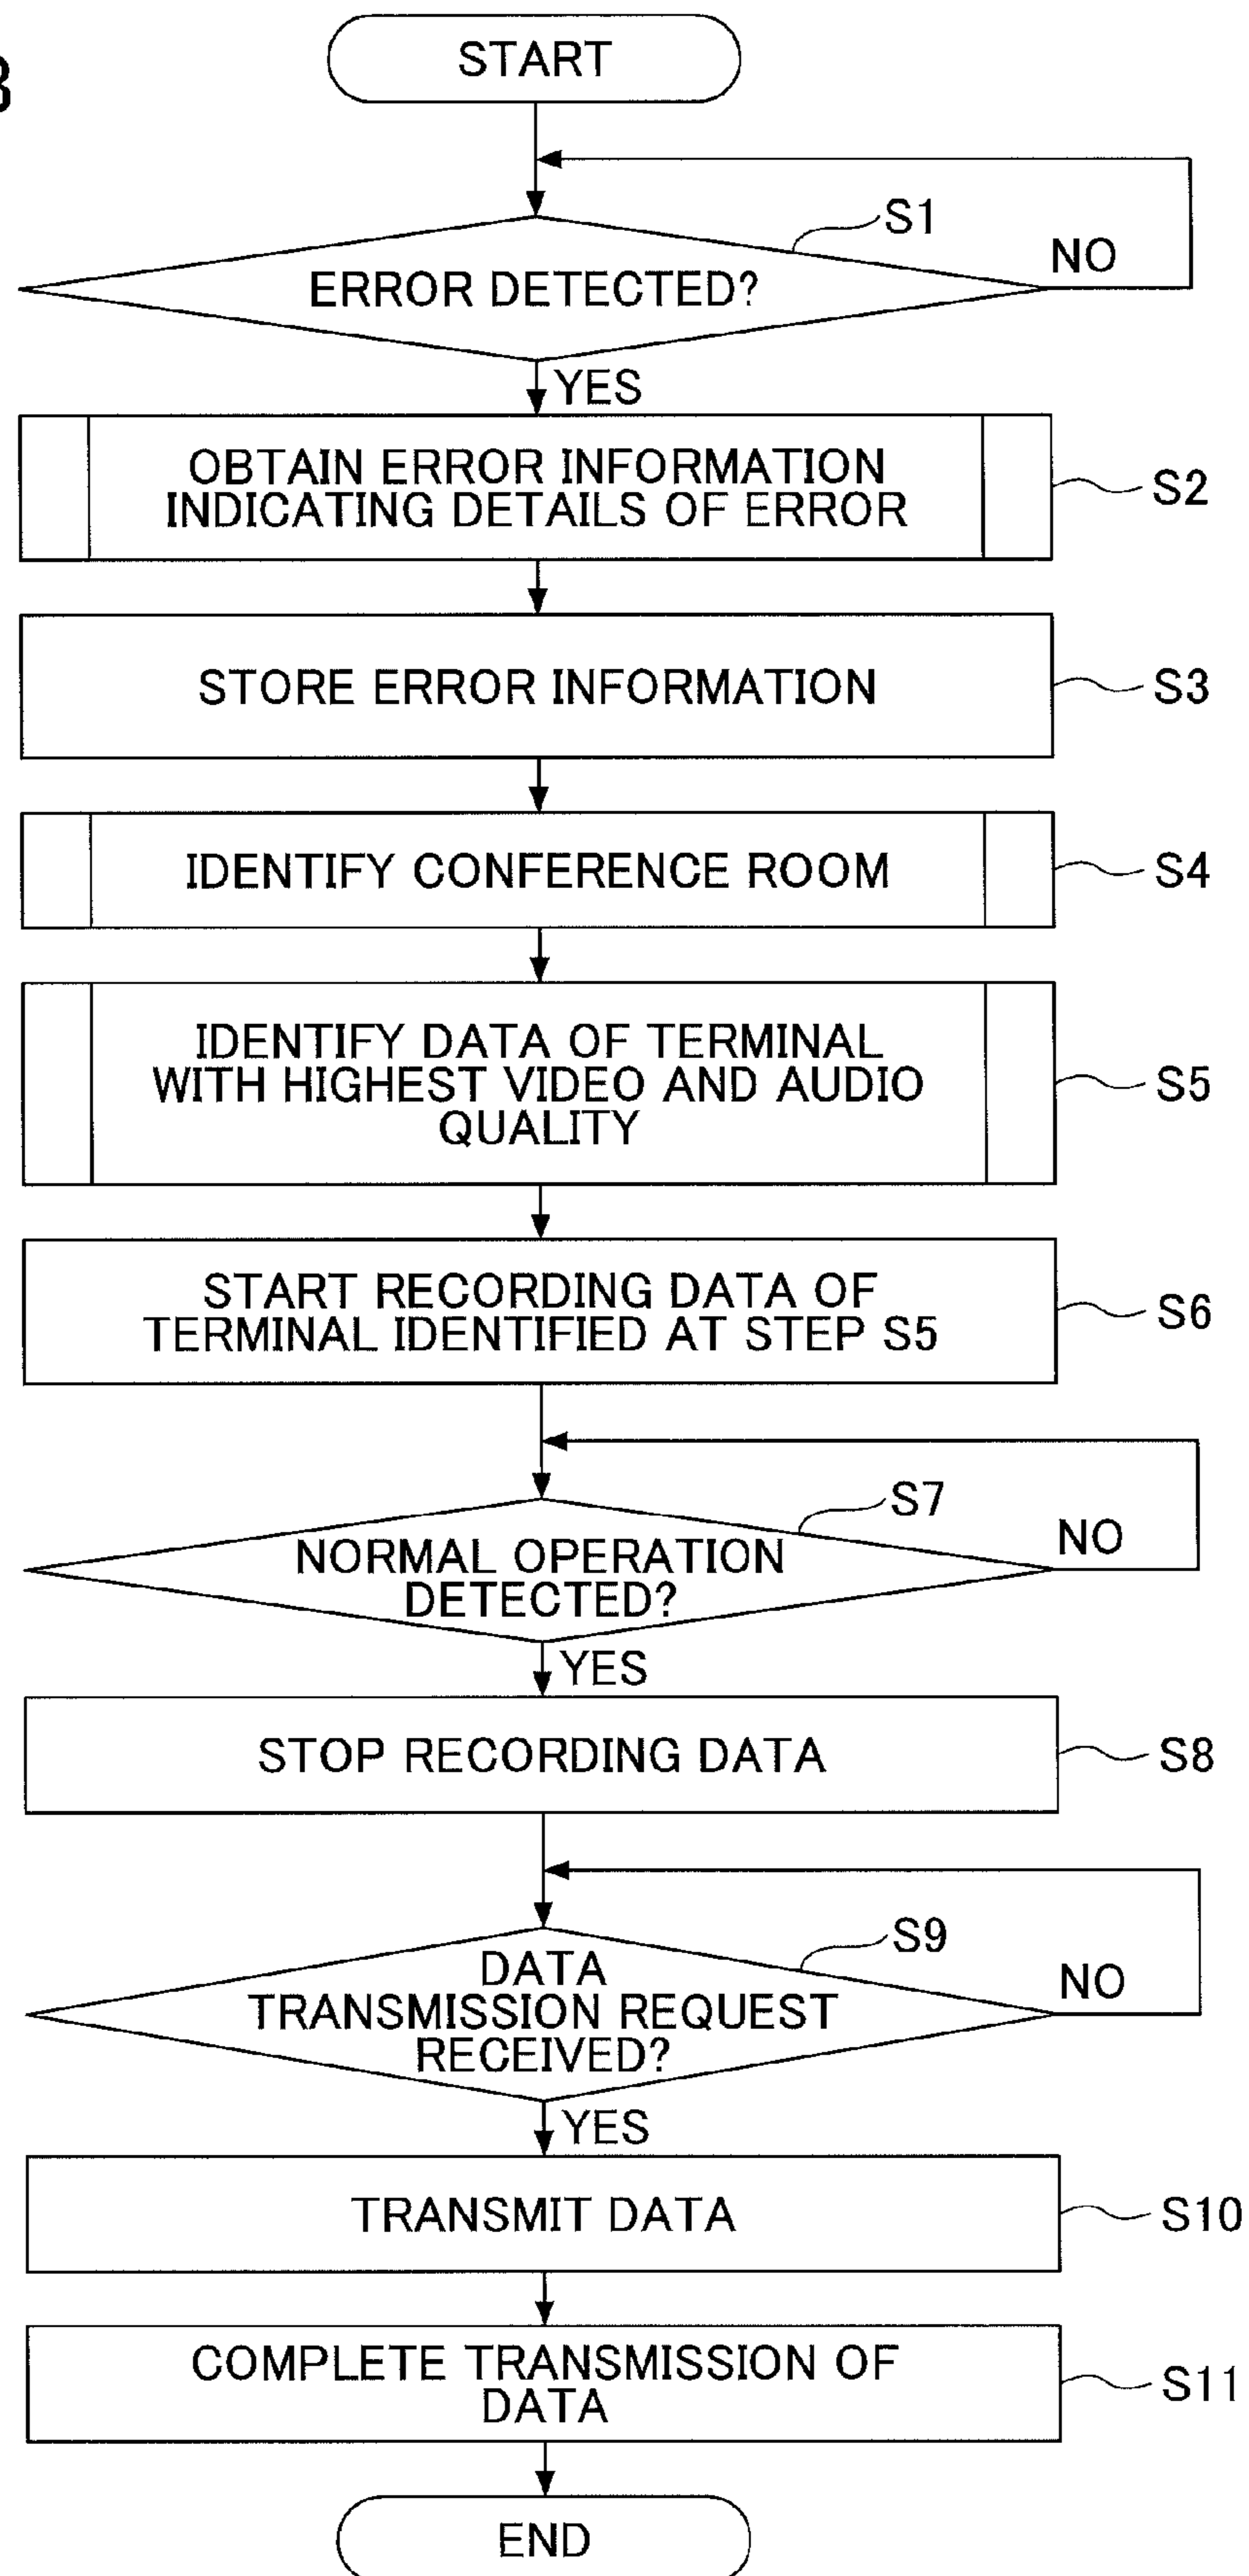 START
S1
NO
ERROR DETECTED?
YES
OBTAIN ERROR INFORMATION
INDICATING DETAILS OF ERROR
S2
STORE ERROR INFORMATION
S3
IDENTIFY CONFERENCE ROOM
S4
IDENTIFY DATA OF TERMINAL
WITH HIGHEST VIDEO AND AUDIO
QUALITY
S5
START RECORDING DATA OF
TERMINAL IDENTIFIED AT STEP S5
S6
S7
NO
NORMAL OPERATION
DETECTED?
YES
STOP RECORDING DATA
S8
S9
NO
DATA
TRANSMISSION REQUEST
RECEIVED?
YES
TRANSMIT DATA
S10
COMPLETE TRANSMISSION OF
DATA
S11
END